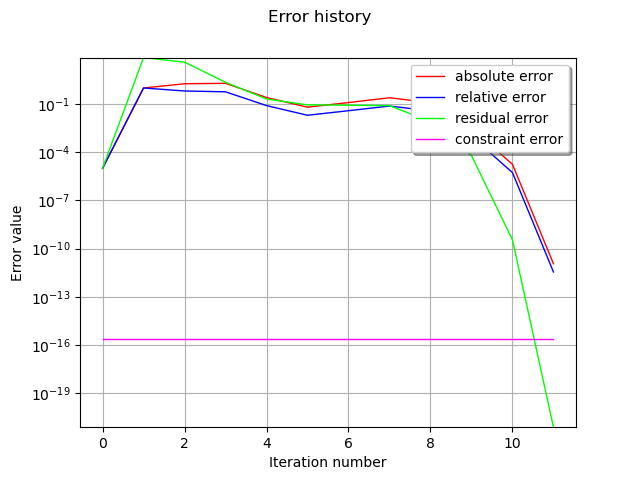 Error history
absolute error
relative error
residual error
constraint error
10^−1
10^−4
10^−7
10^−10
10^−13
10^−16
10^−19
Error value
0 2 4 6 8 10
Iteration number